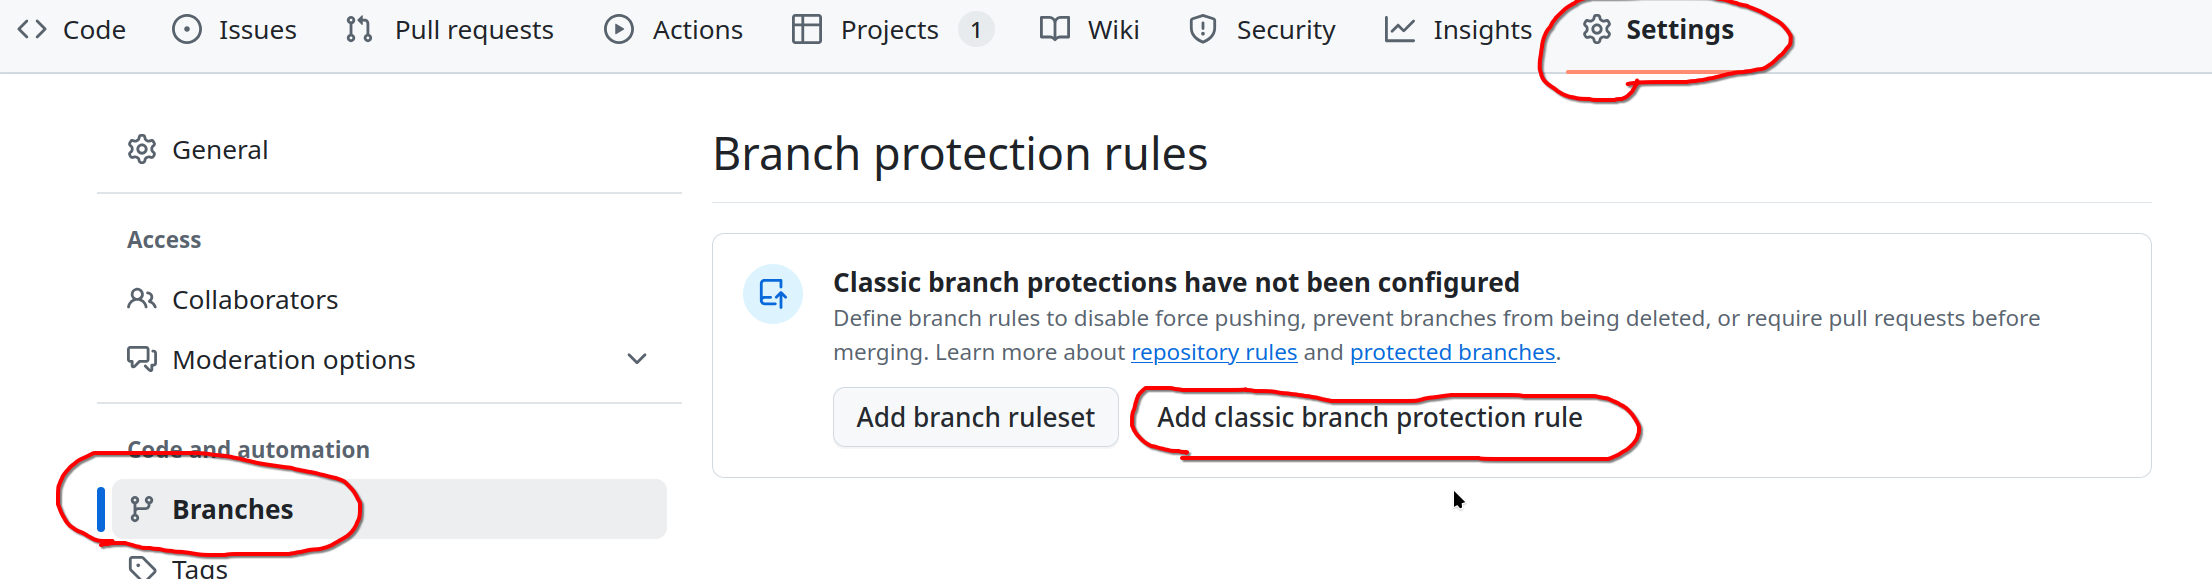 Code Issues Pull requests Actions Projects 1 Wiki Security Insights Settings
General
Access
Collaborators
Moderation options
Code and automation
Branches
Tags
Branch protection rules
Classic branch protections have not been configured
Define branch rules to disable force pushing, prevent branches from being deleted, or require pull requests before
merging. Learn more about repository rules and protected branches.
Add branch ruleset Add classic branch protection rule